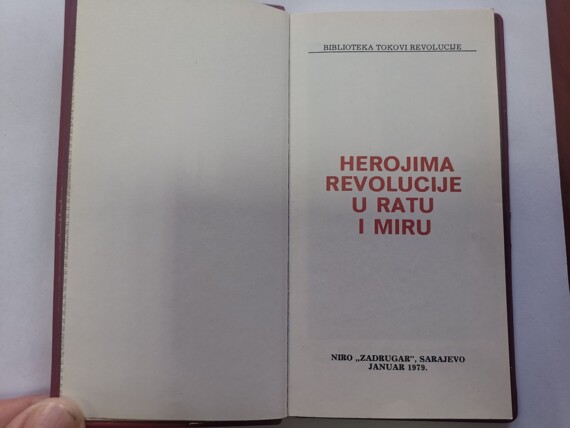 BIBLIOTEKA TOKOVI REVOLUCIJE
HEROJIMA
REVOLUCIJE
U RATU
I MIRU
NIRO „ZADRUGAR", SARAJEVO
JANUAR 1979.